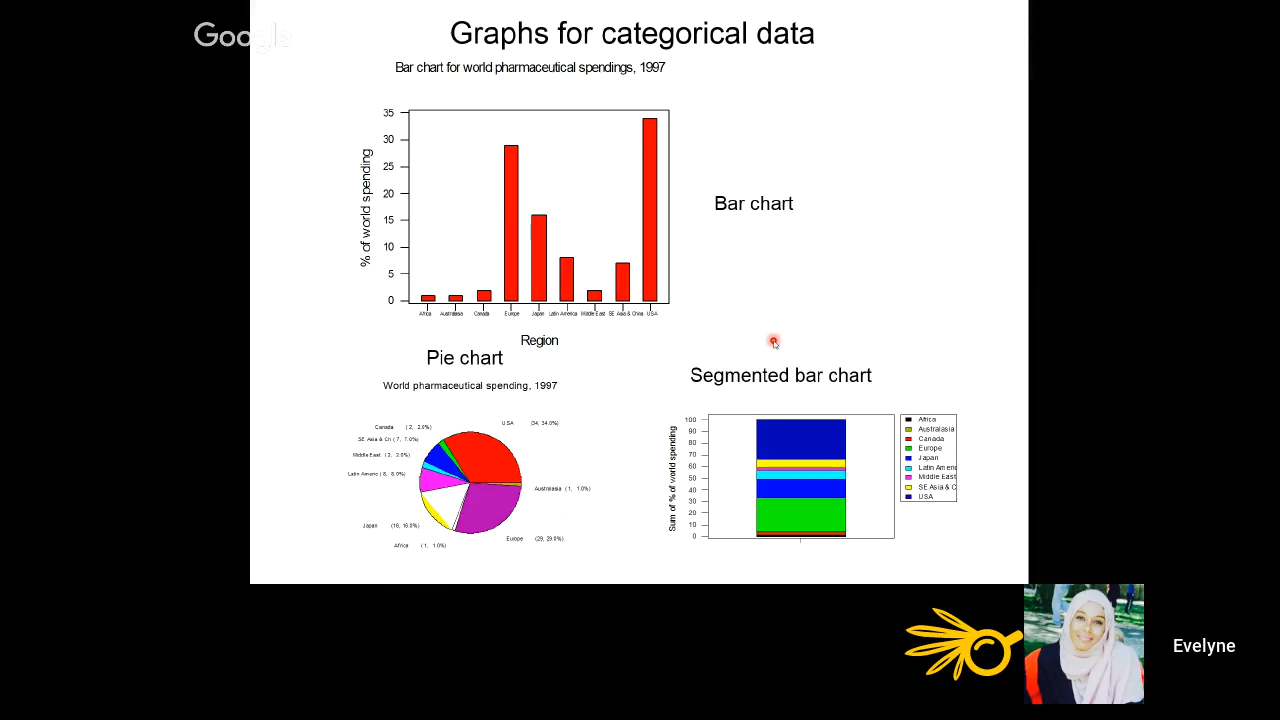 Google
Graphs for categorical data
Bar chart for world pharmaceutical spendings, 1997
35
30
25
20
15
10
5
0
% of world spending
Africa Australasia Canada Europe Japan Latin America Middle East SE Asia & China USA
Region
Bar chart
Pie chart
World pharmaceutical spending, 1997
USA (34, 34.0%)
Canada (2, 2.0%)
SE Asia & Ch (7, 7.0%)
Middle East (2, 2.0%)
Latin Americ (8, 8.0%)
Australasia (1, 1.0%)
Japan (16, 16.0%)
Europe (29, 29.0%)
Africa (1, 1.0%)
Segmented bar chart
100
90
80
70
60
50
40
30
20
10
0
Sum of % of world spending
Africa
Australasia
Canada
Europe
Japan
Latin Americ
Middle East
SE Asia & C
USA
Evelyne